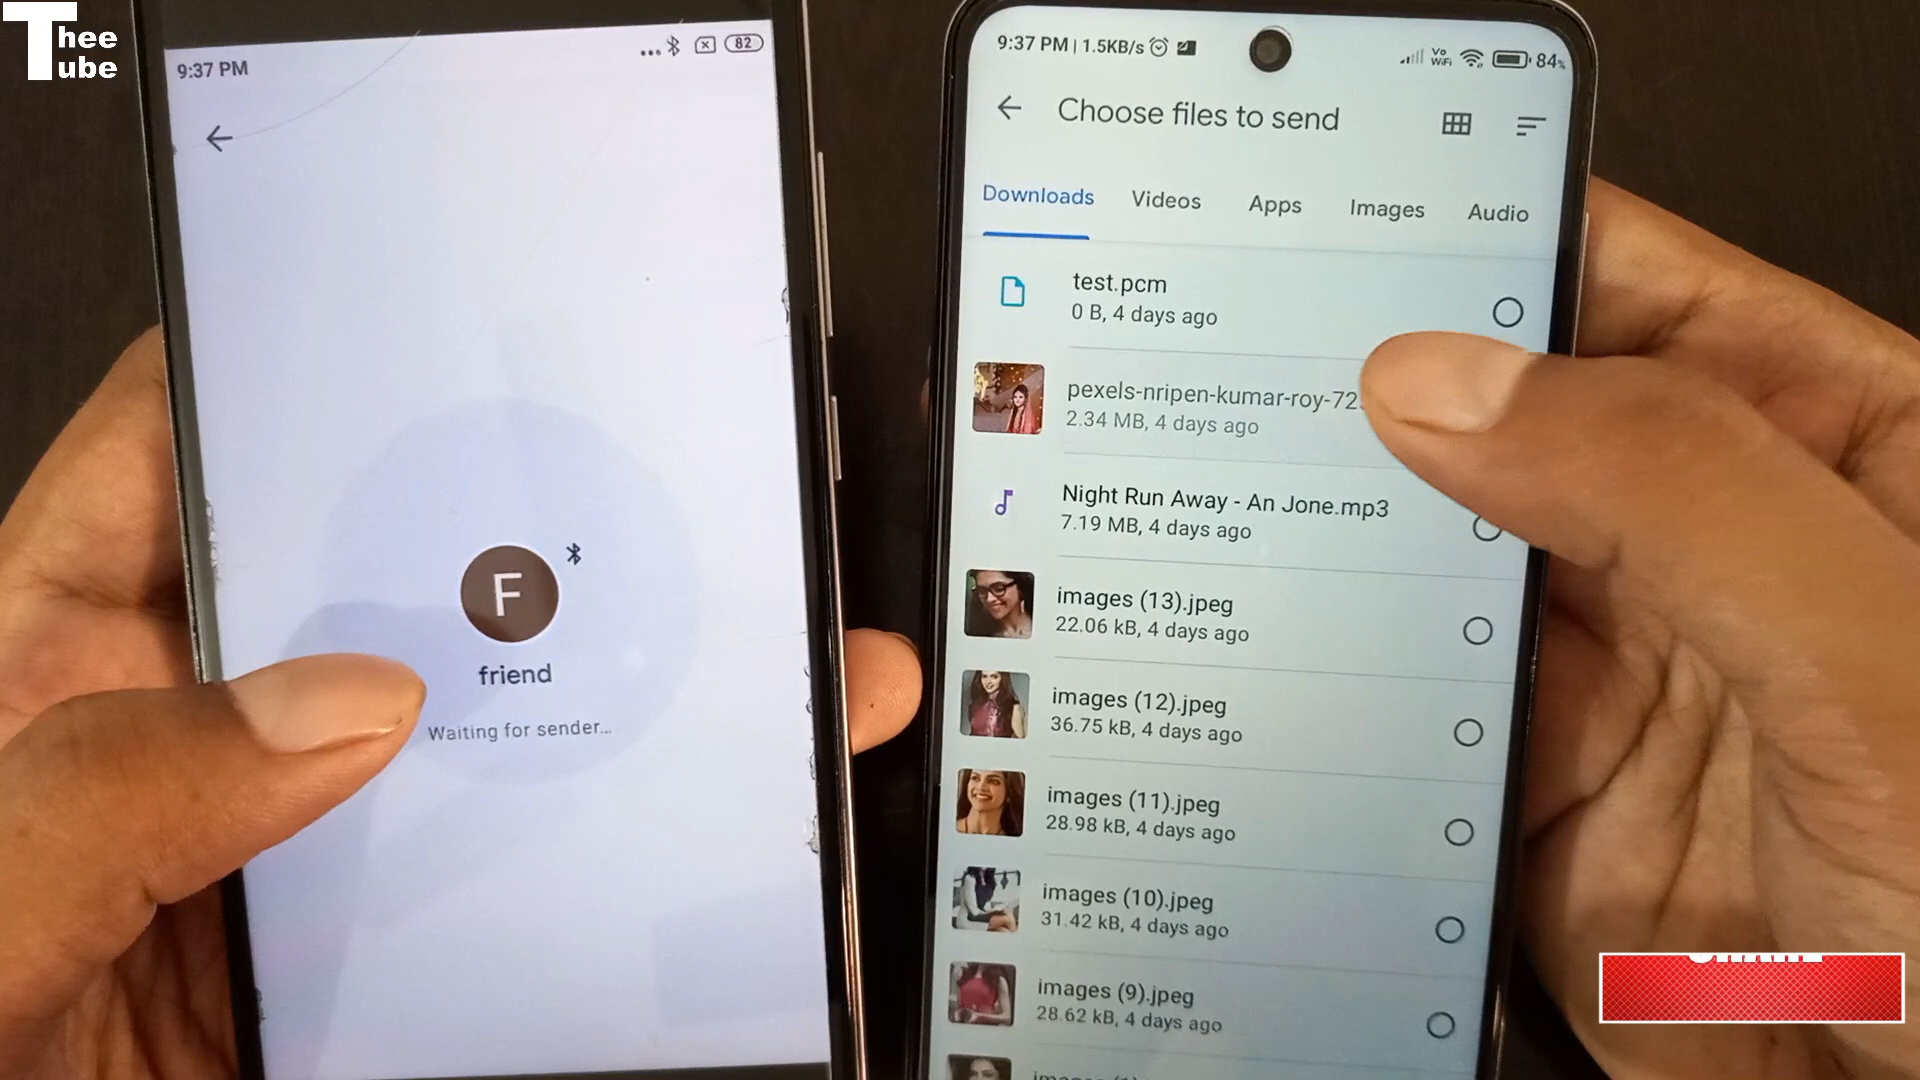 Thee
Tube
9:37 PM
82
F
friend
Waiting for sender...
9:37 PM | 1.5KB/s
Vo
WiFi
84%
Choose files to send
Downloads
Videos
Apps
Images
Audio
test.pcm
0 B, 4 days ago
pexels-nripen-kumar-roy-72
2.34 MB, 4 days ago
Night Run Away - An Jone.mp3
7.19 MB, 4 days ago
images (13).jpeg
22.06 kB, 4 days ago
images (12).jpeg
36.75 kB, 4 days ago
images (11).jpeg
28.98 kB, 4 days ago
images (10).jpeg
31.42 kB, 4 days ago
images (9).jpeg
28.62 kB, 4 days ago